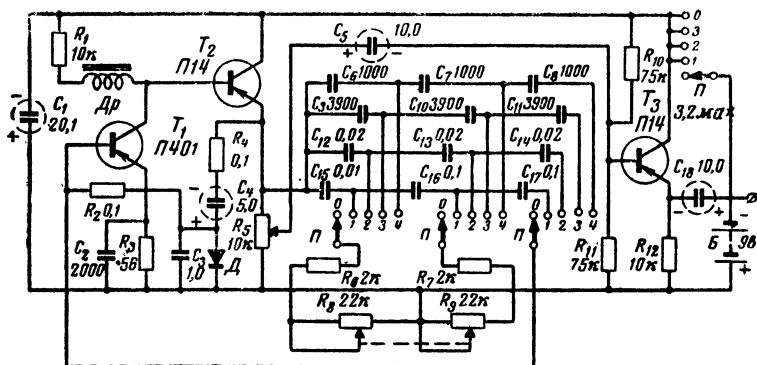 R1
10к
Др
T2
П14
C5
10,0
+
-
C6 1000
C7 1000
C8 1000
0
3
2
1
R10
75к
П
3,2ма
T3
П14
C1
20,1
-
+
T1
П401
R4
0,1
C3 3900
C10 3900
C11 3900
C12 0,02
C13 0,02
C14 0,02
C15 0,01
C16 0,1
C17 0,1
C18 10,0
-
+
C4
5,0
-
+
R2 0,1
R5
10к
0
1 2 3 4
0
1 2 3 4
0
1 2 3 4
П
П
П
C2
2000
R3
56
C3
1,0
Д
R6 2к
R7 2к
R8 22к
R9 22к
R11
75к
R12
10к
Б
9в
-
+